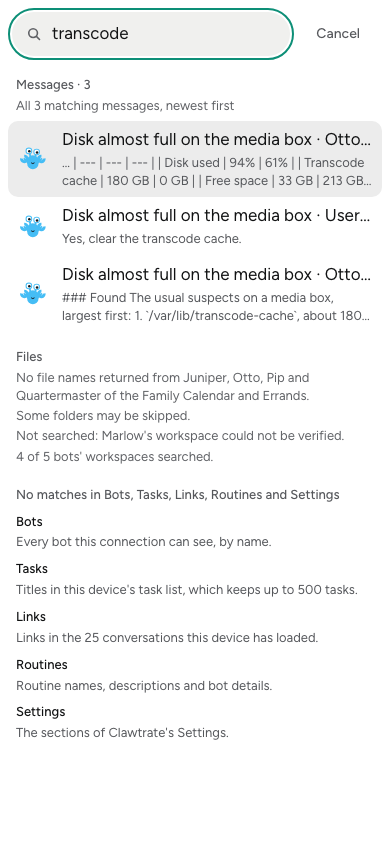 transcode
Cancel
Messages · 3
All 3 matching messages, newest first
Disk almost full on the media box · Otto...
... | --- | --- | --- | | Disk used | 94% | 61% | | Transcode
cache | 180 GB | 0 GB | | Free space | 33 GB | 213 GB...
Disk almost full on the media box · User...
Yes, clear the transcode cache.
Disk almost full on the media box · Otto...
### Found The usual suspects on a media box,
largest first: 1. `/var/lib/transcode-cache`, about 180...
Files
No file names returned from Juniper, Otto, Pip and
Quartermaster of the Family Calendar and Errands.
Some folders may be skipped.
Not searched: Marlow's workspace could not be verified.
4 of 5 bots' workspaces searched.
No matches in Bots, Tasks, Links, Routines and Settings
Bots
Every bot this connection can see, by name.
Tasks
Titles in this device's task list, which keeps up to 500 tasks.
Links
Links in the 25 conversations this device has loaded.
Routines
Routine names, descriptions and bot details.
Settings
The sections of Clawtrate's Settings.